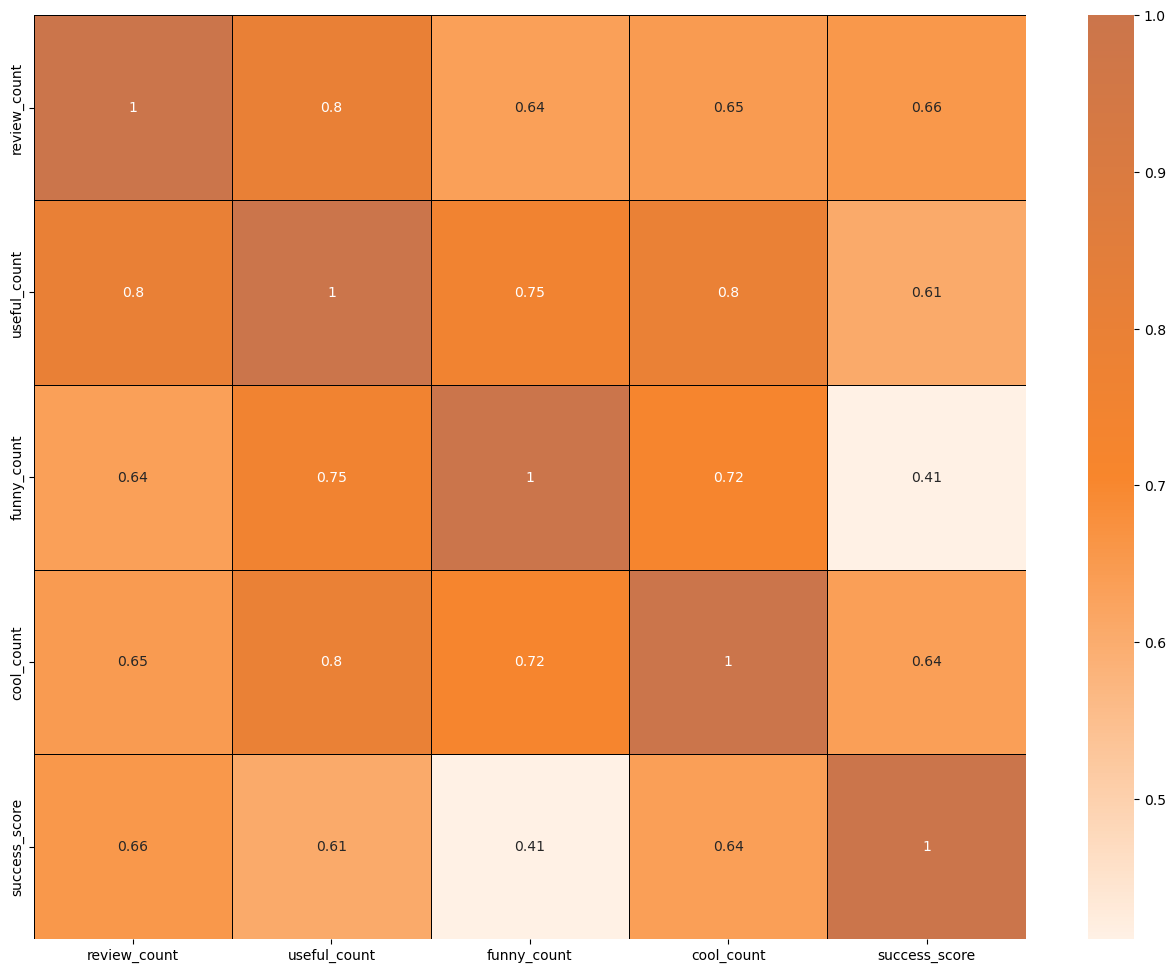 review_count 1 0.8 0.64 0.65 0.66
useful_count 0.8 1 0.75 0.8 0.61
funny_count 0.64 0.75 1 0.72 0.41
cool_count 0.65 0.8 0.72 1 0.64
success_score 0.66 0.61 0.41 0.64 1
review_count useful_count funny_count cool_count success_score
1.0
0.9
0.8
0.7
0.6
0.5